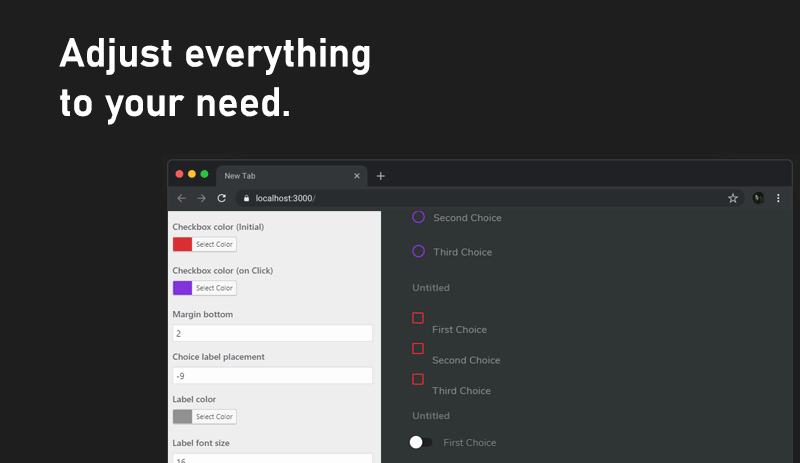 Adjust everything
to your need.
New Tab
localhost:3000/
Checkbox color (Initial)
Select Color
Checkbox color (on Click)
Select Color
Margin bottom
2
Choice label placement
-9
Label color
Select Color
Label font size
16
Second Choice
Third Choice
Untitled
First Choice
Second Choice
Third Choice
Untitled
First Choice